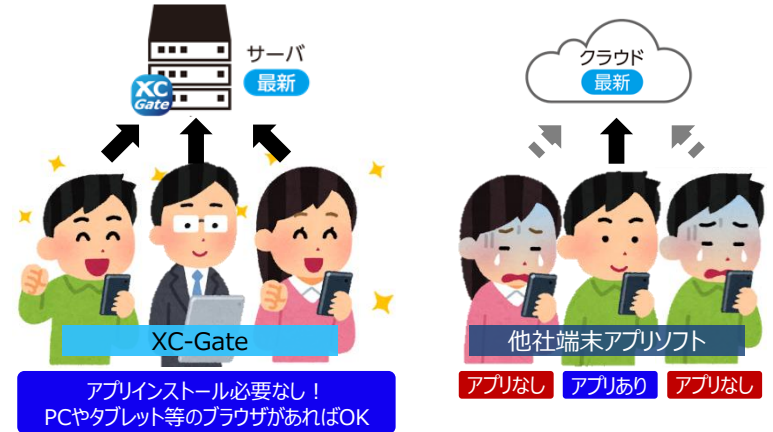 サーバ
最新
XC
Gate
クラウド
最新
XC-Gate
他社端末アプリソフト
アプリインストール必要なし！
PCやタブレット等のブラウザがあればOK
アプリなし
アプリあり
アプリなし